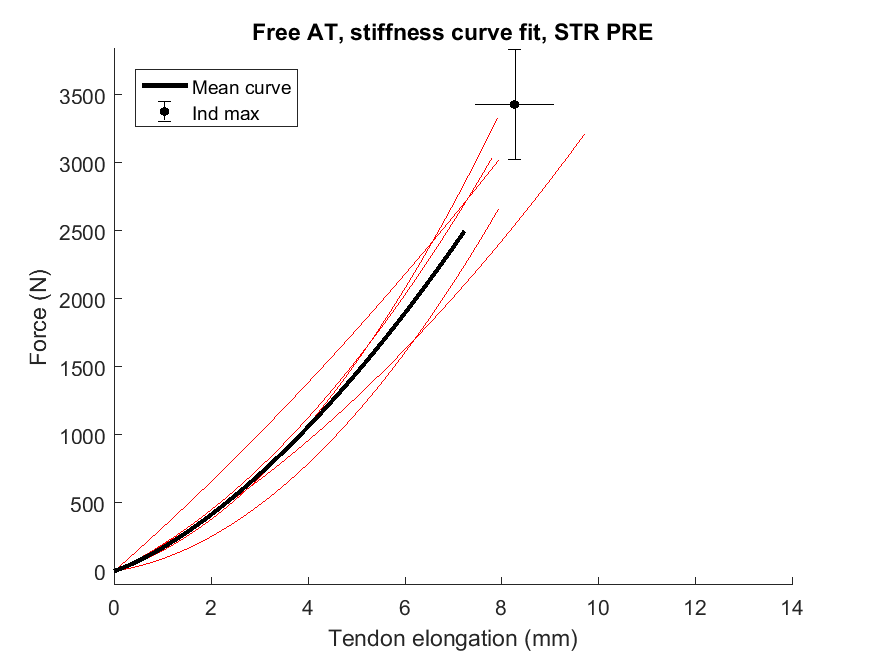 Free AT, stiffness curve fit, STR PRE
Mean curve
Ind max
Force (N)
3500
3000
2500
2000
1500
1000
500
0
0 2 4 6 8 10 12 14
Tendon elongation (mm)